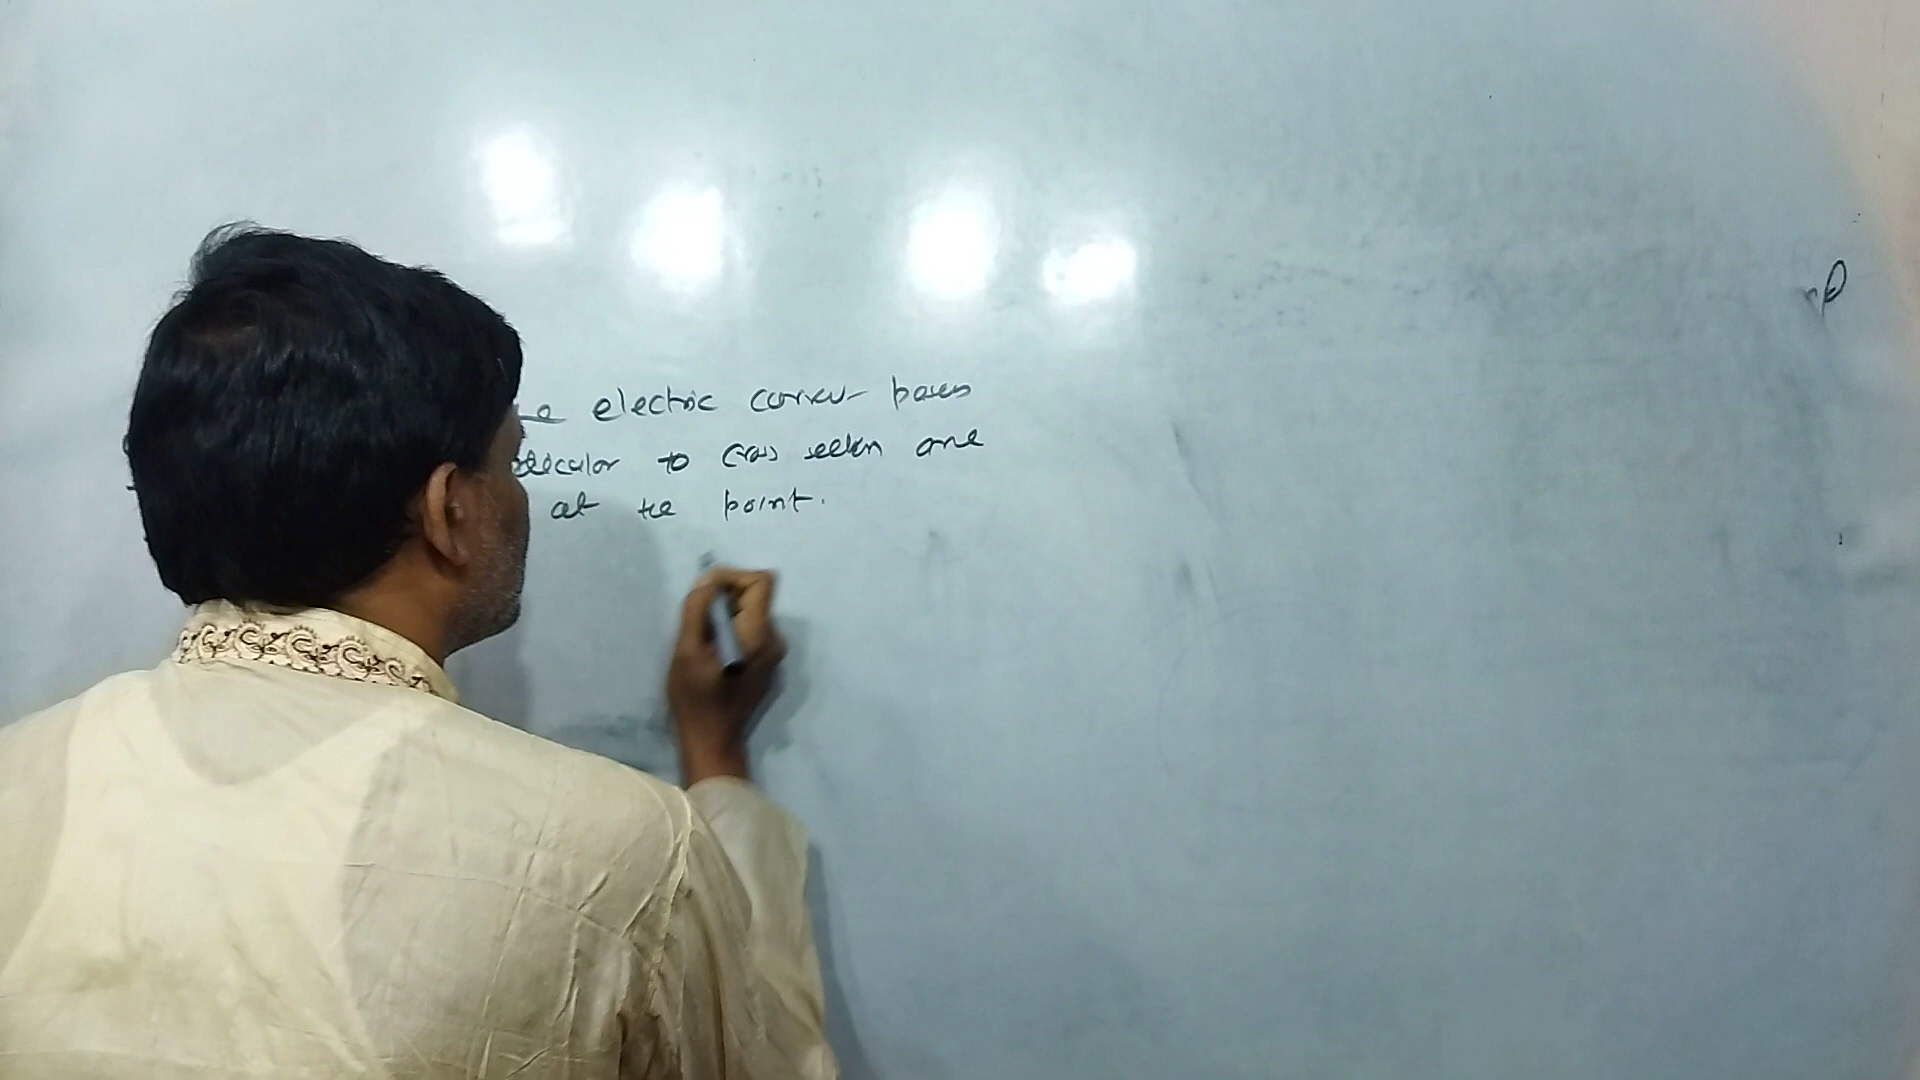 electric current passes
to cross section area
at the point.